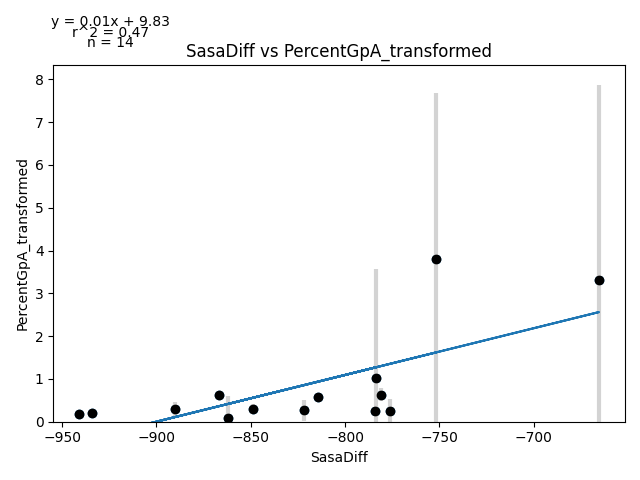 y = 0.01x + 9.83
r^2 = 0.47
n = 14
SasaDiff vs PercentGpA_transformed
PercentGpA_transformed
8
7
6
5
4
3
2
1
0
−950
−900
−850
−800
−750
−700
SasaDiff